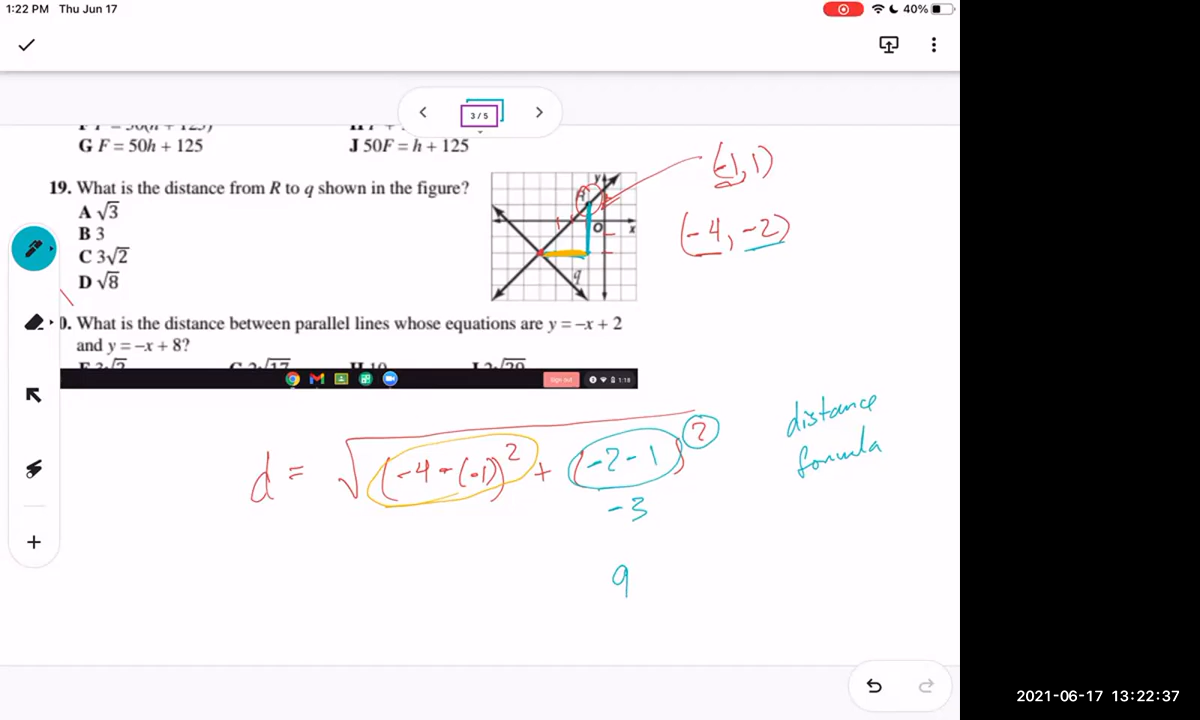 1:22 PM Thu Jun 17
40%
3 / 5
G F = 50h + 125
J 50F = h + 125
19. What is the distance from R to q shown in the figure?
A √3
B 3
C 3√2
D √8
y
R
O
x
q
(-1, 1)
(-4, -2)
0. What is the distance between parallel lines whose equations are y = –x + 2
and y = –x + 8?
Sign out
1:18
distance
formula
d = √(-4-(-1))² + (-2-1)²
-3
9
2021-06-17 13:22:37